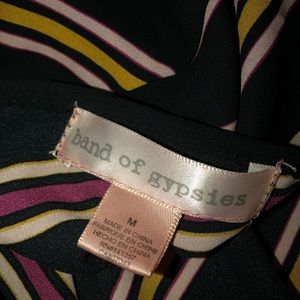 band of gypsies
M
MADE IN CHINA
FABRIQUÉ EN CHINE
HECHO EN CHINA